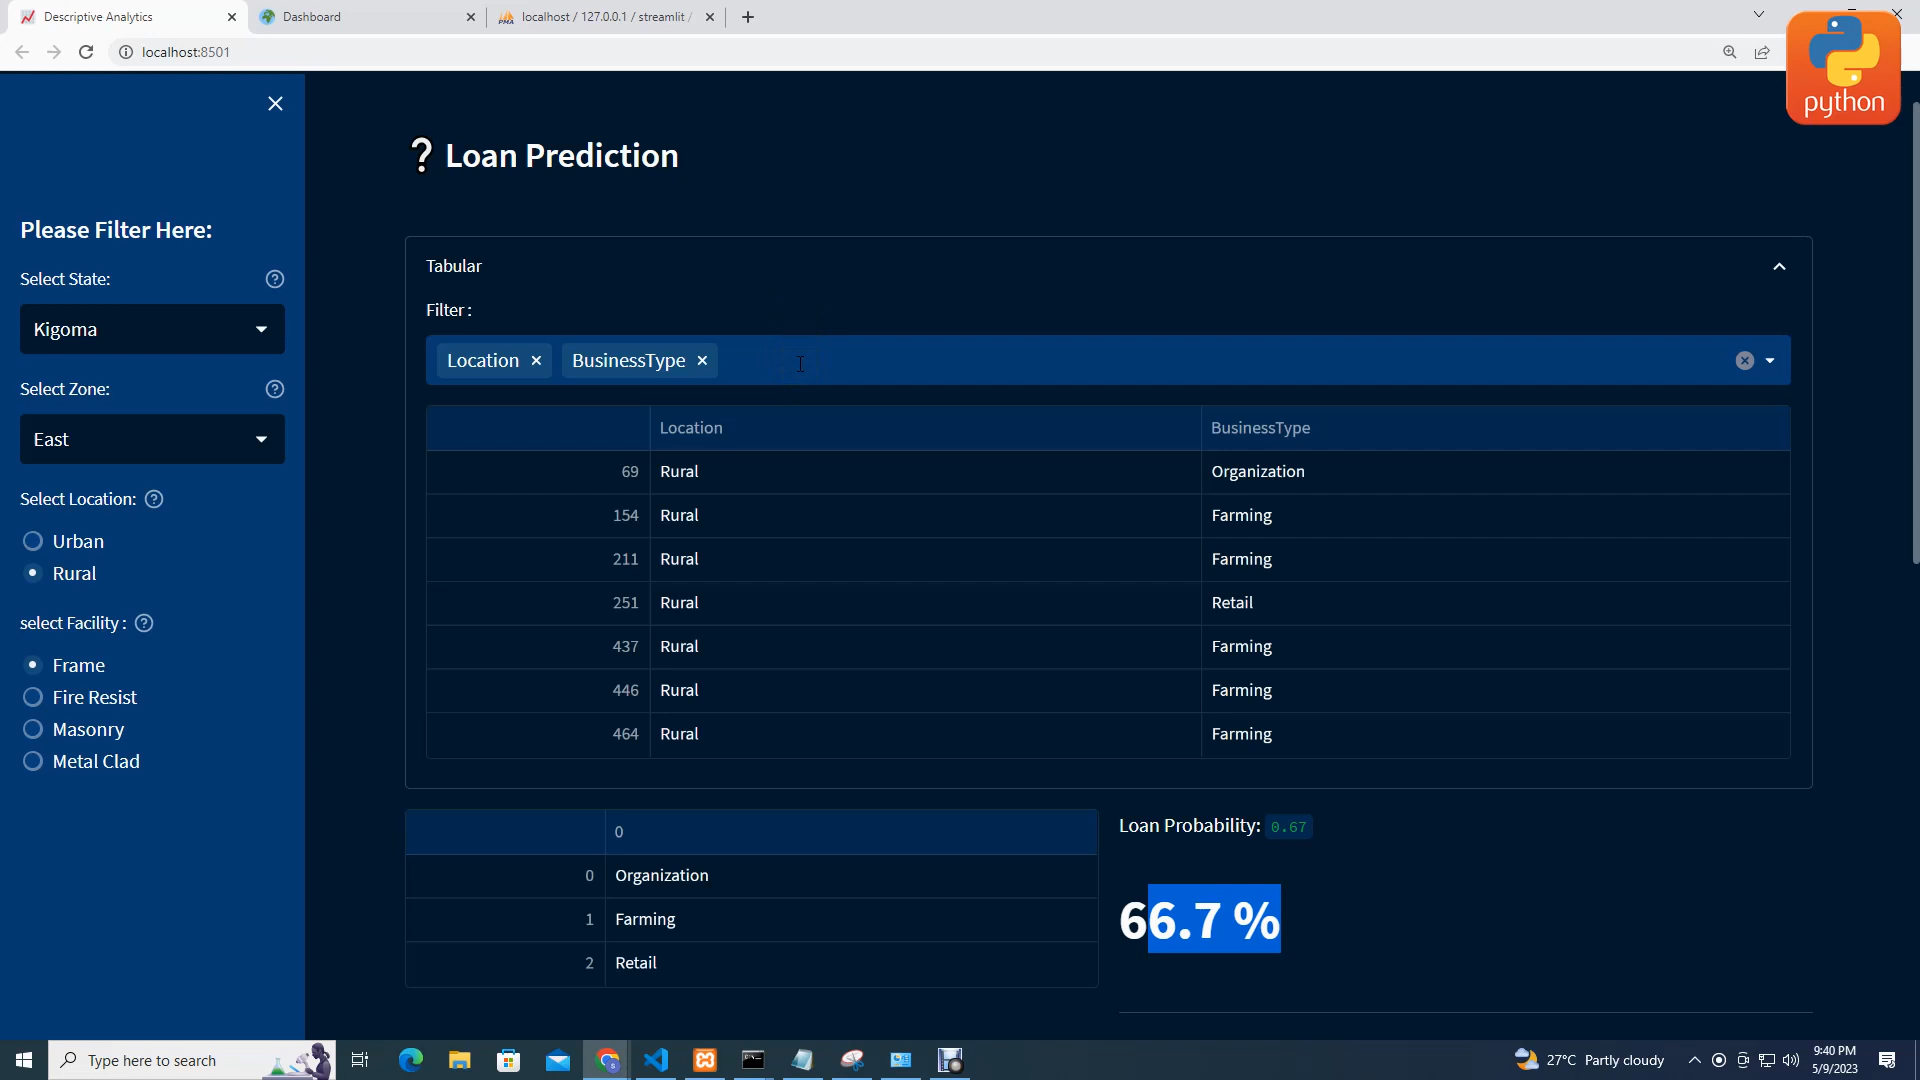 Descriptive Analytics
Dashboard
localhost / 127.0.0.1 / streamlit /
localhost:8501
python
Please Filter Here:
Select State:
Kigoma
Select Zone:
East
Select Location:
Urban
Rural
select Facility :
Frame
Fire Resist
Masonry
Metal Clad
? Loan Prediction
Tabular
Filter :
Location
BusinessType
Location BusinessType
69 Rural Organization
154 Rural Farming
211 Rural Farming
251 Rural Retail
437 Rural Farming
446 Rural Farming
464 Rural Farming
0
0 Organization
1 Farming
2 Retail
Loan Probability: 0.67
66.7 %
Type here to search
27°C Partly cloudy
9:40 PM
5/9/2023